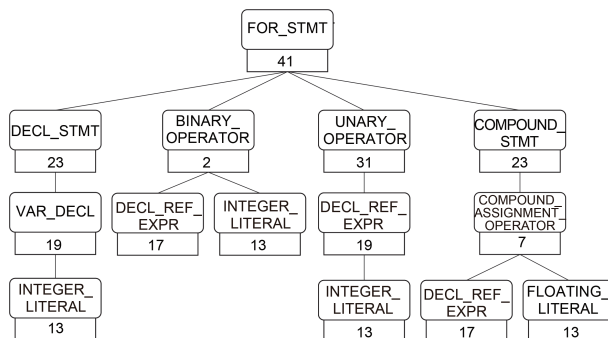 FOR_STMT
41
DECL_STMT
23
BINARY_
OPERATOR
2
UNARY_
OPERATOR
31
COMPOUND_
STMT
23
VAR_DECL
19
DECL_REF_
EXPR
17
INTEGER_
LITERAL
13
DECL_REF_
EXPR
19
COMPOUND_
ASSIGNMENT_
OPERATOR
7
INTEGER_
LITERAL
13
INTEGER_
LITERAL
13
DECL_REF_
EXPR
17
FLOATING_
LITERAL
13